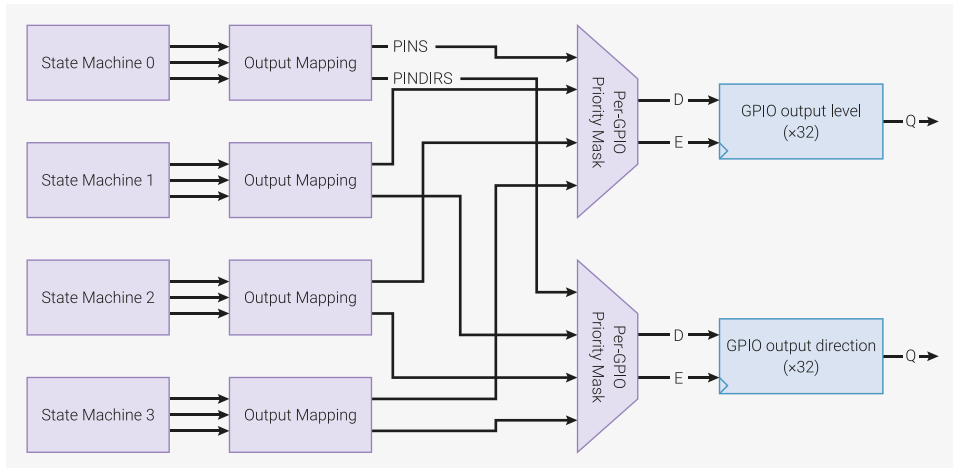 State Machine 0
Output Mapping
PINS
PINDIRS
State Machine 1
Output Mapping
State Machine 2
Output Mapping
State Machine 3
Output Mapping
Per-GPIO
Priority Mask
D
E
GPIO output level
(×32)
Q
Per-GPIO
Priority Mask
D
E
GPIO output direction
(×32)
Q